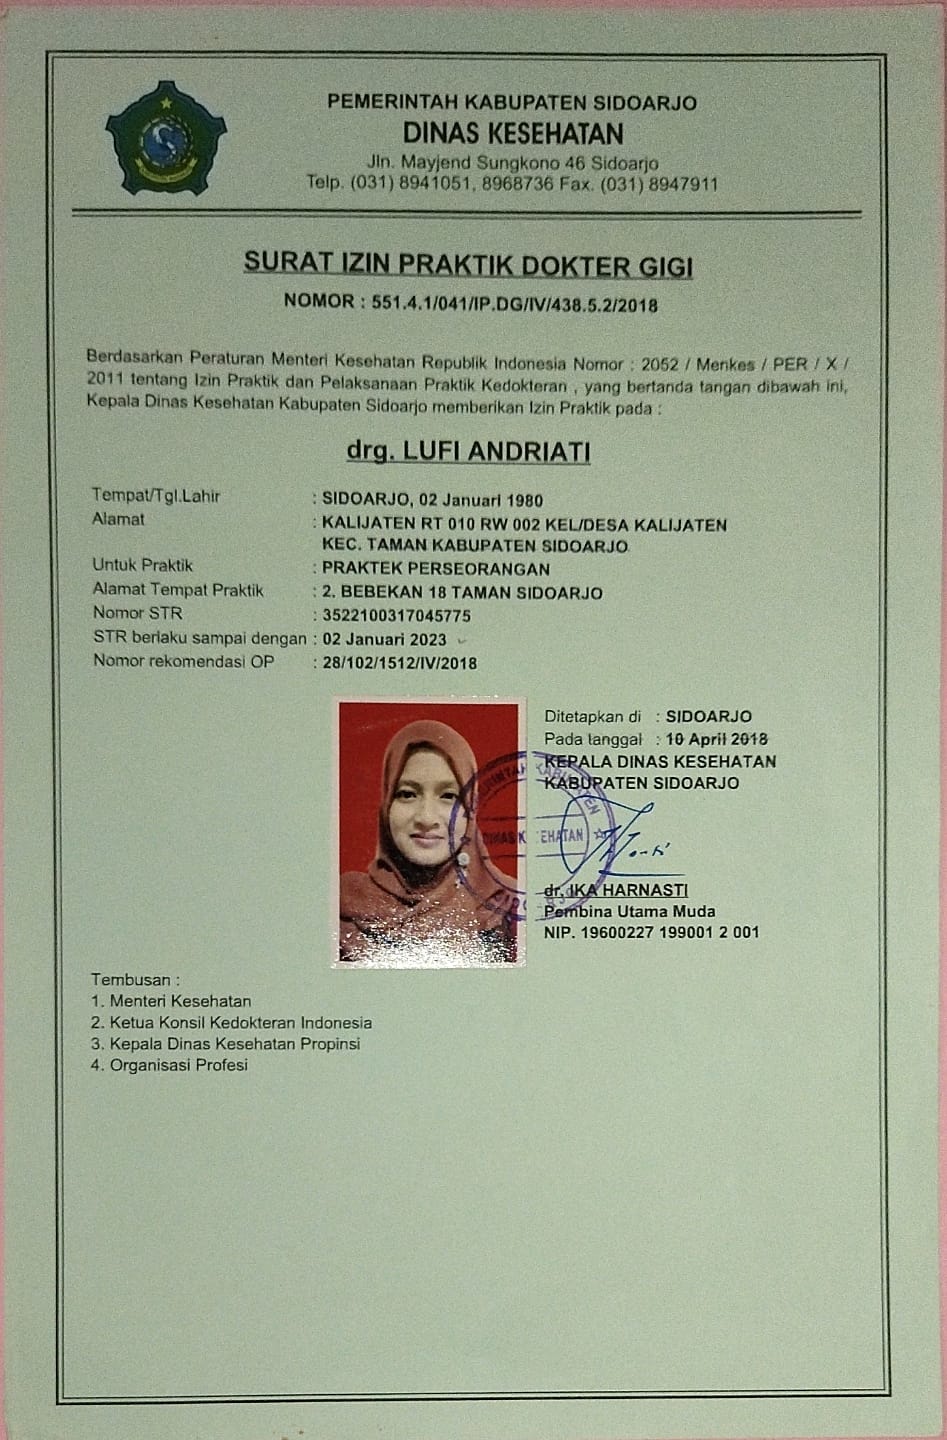 PEMERINTAH KABUPATEN SIDOARJO
DINAS KESEHATAN
Jln. Mayjend Sungkono 46 Sidoarjo
Telp. (031) 8941051, 8968736 Fax. (031) 8947911
SURAT IZIN PRAKTIK DOKTER GIGI
NOMOR : 551.4.1/041/IP.DG/IV/438.5.2/2018
Berdasarkan Peraturan Menteri Kesehatan Republik Indonesia Nomor : 2052 / Menkes / PER / X /
2011 tentang Izin Praktik dan Pelaksanaan Praktik Kedokteran , yang bertanda tangan dibawah ini,
Kepala Dinas Kesehatan Kabupaten Sidoarjo memberikan Izin Praktik pada :
drg. LUFI ANDRIATI
Tempat/Tgl.Lahir : SIDOARJO, 02 Januari 1980
Alamat : KALIJATEN RT 010 RW 002 KEL/DESA KALIJATEN
KEC. TAMAN KABUPATEN SIDOARJO
Untuk Praktik : PRAKTEK PERSEORANGAN
Alamat Tempat Praktik : 2. BEBEKAN 18 TAMAN SIDOARJO
Nomor STR : 3522100317045775
STR berlaku sampai dengan : 02 Januari 2023
Nomor rekomendasi OP : 28/102/1512/IV/2018
Ditetapkan di : SIDOARJO
Pada tanggal : 10 April 2018
KEPALA DINAS KESEHATAN
KABUPATEN SIDOARJO
dr. IKA HARNASTI
Pembina Utama Muda
NIP. 19600227 199001 2 001
Tembusan :
1. Menteri Kesehatan
2. Ketua Konsil Kedokteran Indonesia
3. Kepala Dinas Kesehatan Propinsi
4. Organisasi Profesi